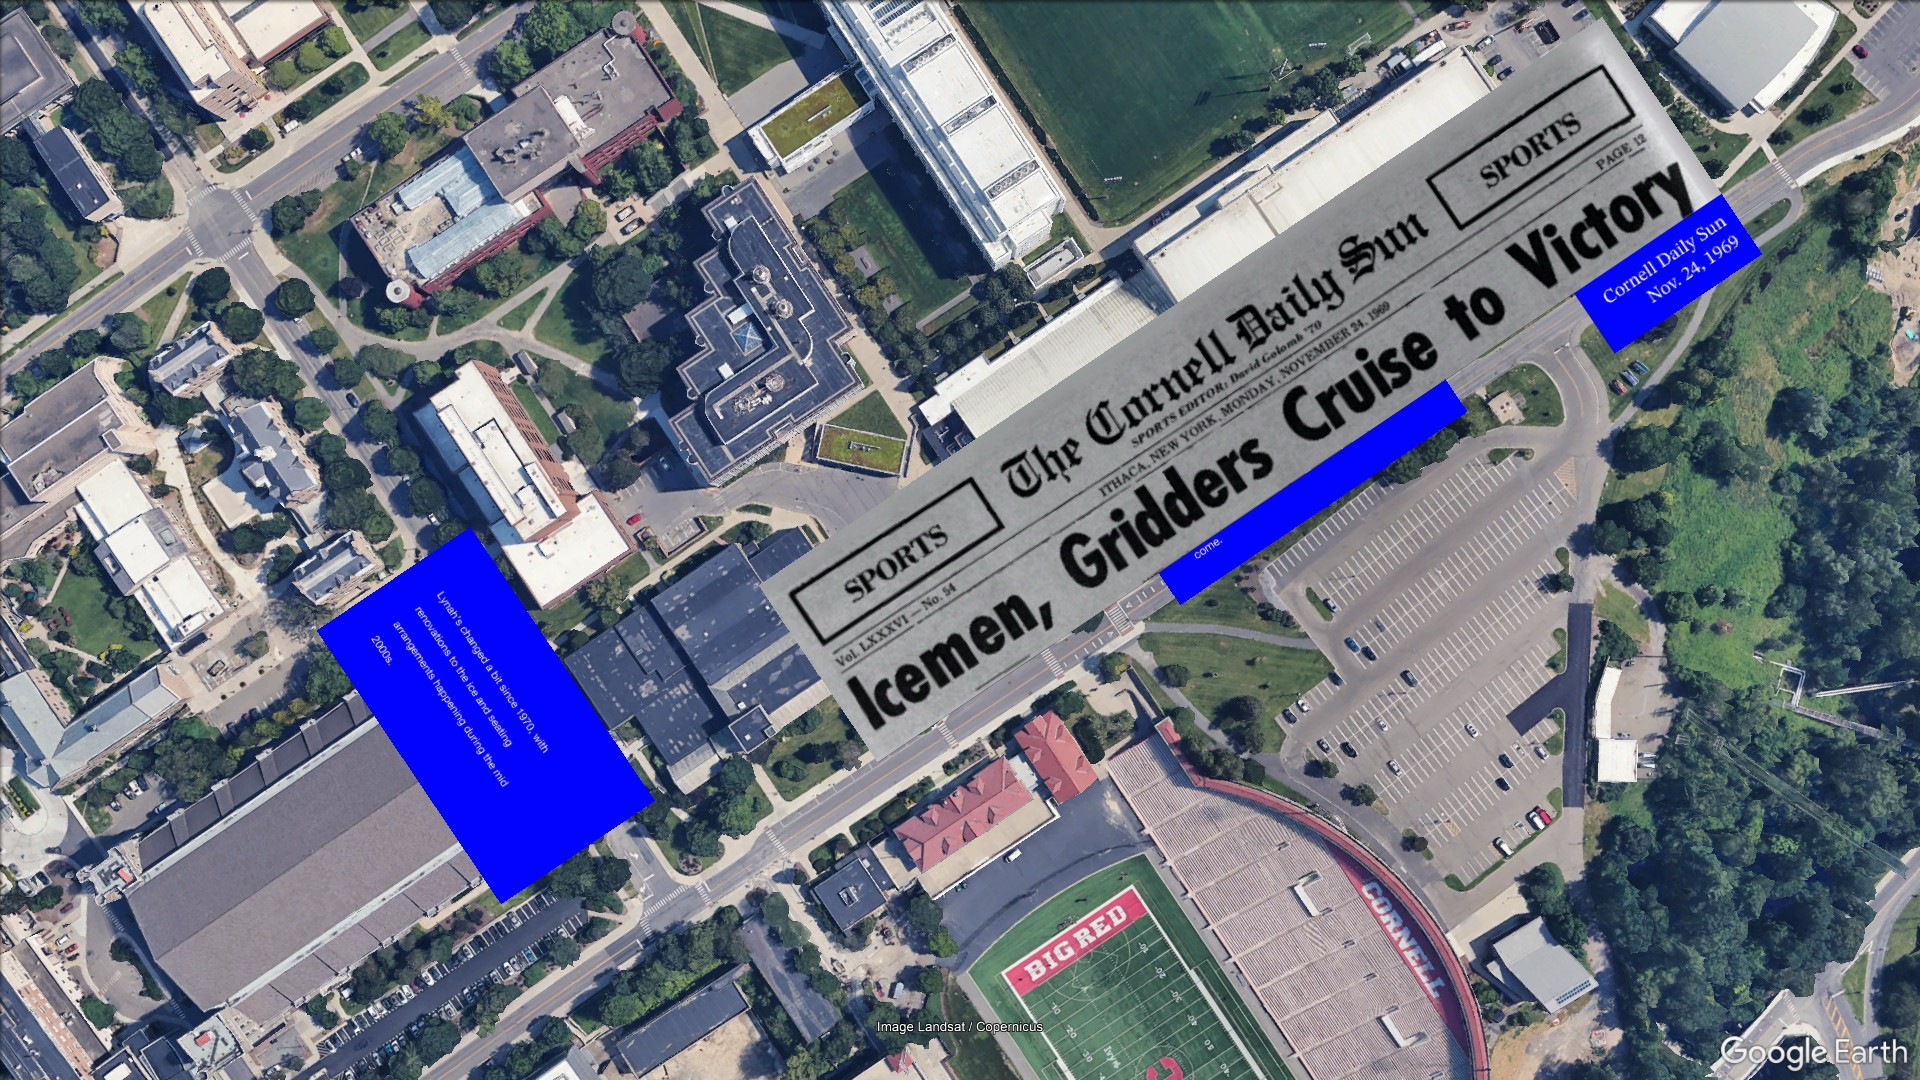 SPORTS
The Cornell Daily Sun
SPORTS
Vol. LXXXVI — No. 54
SPORTS EDITOR: David Golomb '70
ITHACA, NEW YORK, MONDAY, NOVEMBER 24, 1969
PAGE 12
Icemen, Gridders Cruise to Victory
Cornell Daily Sun
Nov. 24, 1969
come.
Lynah's changed a bit since 1970, with
renovations to the ice and seating
arrangements happening during the mid
2000s.
BIG RED
CORNELL
Image Landsat / Copernicus
Google Earth